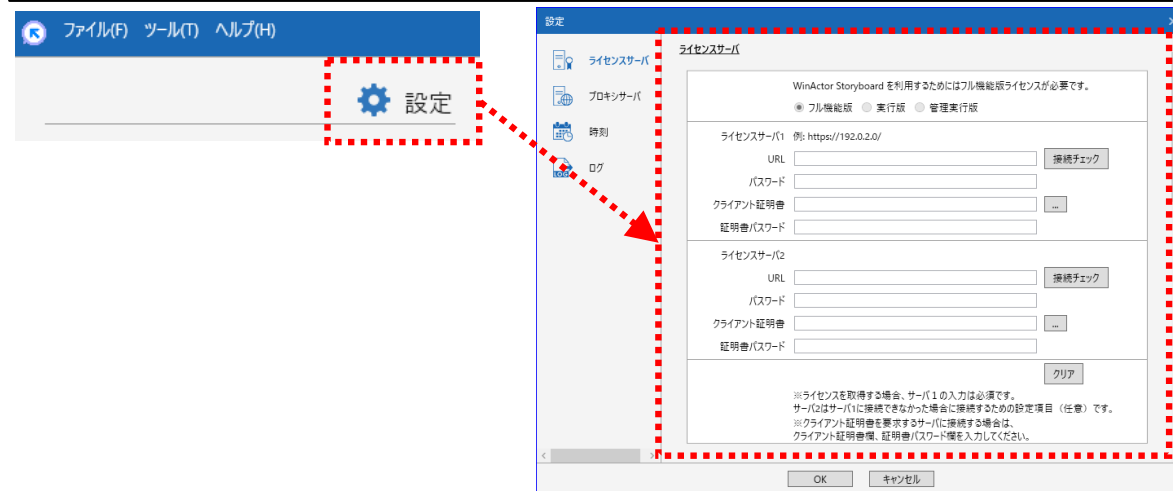 ファイル(F) ツール(T) ヘルプ(H)
設定
設定
ライセンスサーバ
プロキシサーバ
時刻
LOG
ログ
ライセンスサーバ
WinActor Storyboard を利用するためにはフル機能版ライセンスが必要です。
フル機能版 実行版 管理実行版
ライセンスサーバ1 例: https://192.0.2.0/
URL 接続チェック
パスワード
クライアント証明書 ...
証明書パスワード
ライセンスサーバ2
URL 接続チェック
パスワード
クライアント証明書 ...
証明書パスワード
クリア
※ライセンスを取得する場合、サーバ１の入力は必須です。
サーバ2はサーバ1に接続できなかった場合に接続するための設定項目（任意）です。
※クライアント証明書を要求するサーバに接続する場合は、
クライアント証明書欄、証明書パスワード欄を入力してください。
OK キャンセル